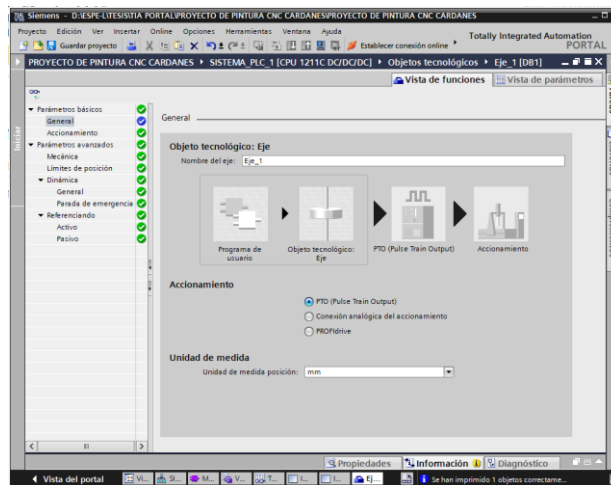 Siemens - D:\ESPE-L\TESISTIA PORTAL\PROYECTO DE PINTURA CNC CARDANES\PROYECTO DE PINTURA CNC CARDANES
Proyecto Edición Ver Insertar Online Opciones Herramientas Ventana Ayuda
Totally Integrated Automation
PORTAL
Guardar proyecto
Establecer conexión online
PROYECTO DE PINTURA CNC CARDANES SISTEMA_PLC_1 [CPU 1211C DC/DC/DC] Objetos tecnológicos Eje_1 [DB1]
Vista de funciones Vista de parámetros
Iniciar
Parámetros básicos
General
Accionamiento
Parámetros avanzados
Mecánica
Límites de posición
Dinámica
General
Parada de emergencia
Referenciando
Activo
Pasivo
General
Objeto tecnológico: Eje
Nombre del eje: Eje_1
Programa de usuario
Objeto tecnológico: Eje
PTO (Pulse Train Output)
Accionamiento
Accionamiento
PTO (Pulse Train Output)
Conexión analógica del accionamiento
PROFIdrive
Unidad de medida
Unidad de medida posición: mm
Propiedades Información Diagnóstico
Vista del portal Vi... SI... M... V... T... I... I... Ej... Se han imprimido 1 objetos correctame...